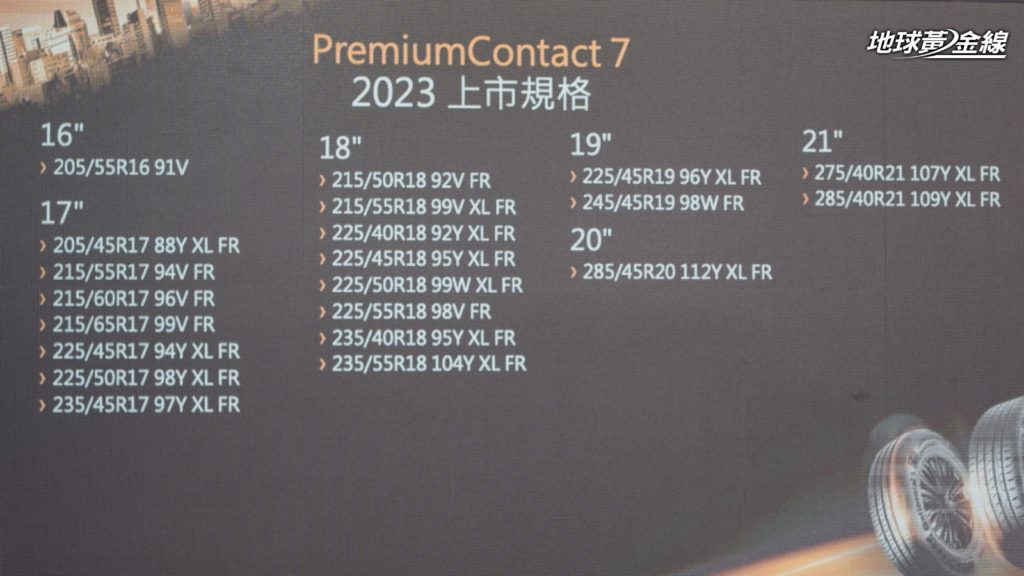 地球黃金線
PremiumContact 7
2023 上市規格
16"
205/55R16 91V
17"
205/45R17 88Y XL FR
215/55R17 94V FR
215/60R17 96V FR
215/65R17 99V FR
225/45R17 94Y XL FR
225/50R17 98Y XL FR
235/45R17 97Y XL FR
18"
215/50R18 92V FR
215/55R18 99V XL FR
225/40R18 92Y XL FR
225/45R18 95Y XL FR
225/50R18 99W XL FR
225/55R18 98V FR
235/40R18 95Y XL FR
235/55R18 104Y XL FR
19"
225/45R19 96Y XL FR
245/45R19 98W FR
20"
285/45R20 112Y XL FR
21"
275/40R21 107Y XL FR
285/40R21 109Y XL FR